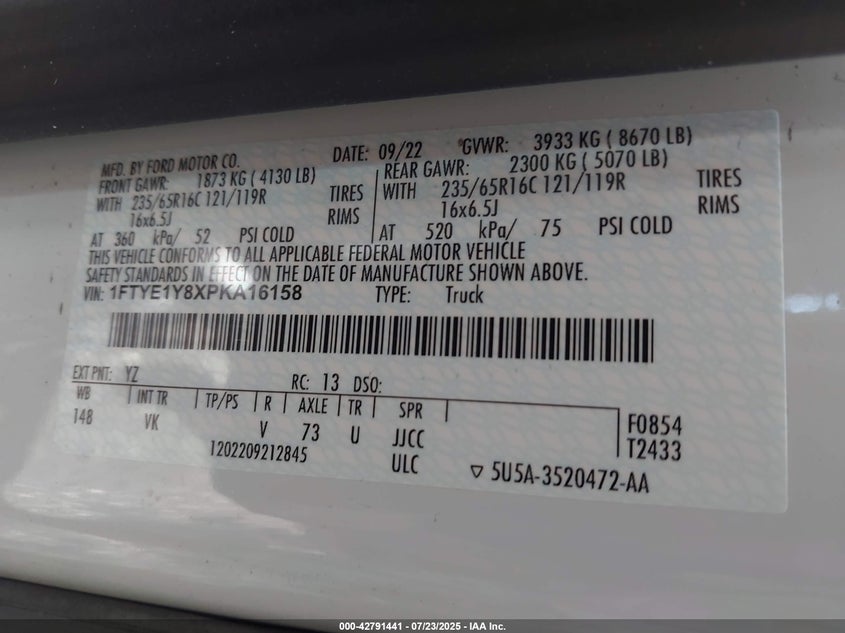 MFD. BY FORD MOTOR CO. DATE: 09/22 GVWR: 3933 KG ( 8670 LB)
FRONT GAWR: 1873 KG ( 4130 LB) REAR GAWR: 2300 KG ( 5070 LB)
WITH 235/65R16C 121/119R TIRES WITH 235/65R16C 121/119R TIRES
16x6.5J RIMS 16x6.5J RIMS
AT 360 kPa/ 52 PSI COLD AT 520 kPa/ 75 PSI COLD
THIS VEHICLE CONFORMS TO ALL APPLICABLE FEDERAL MOTOR VEHICLE
SAFETY STANDARDS IN EFFECT ON THE DATE OF MANUFACTURE SHOWN ABOVE.
VIN: 1FTYE1Y8XPKA16158 TYPE: Truck
EXT PNT: YZ RC: 13 DSO:
WB INT TR TP/PS R AXLE TR SPR
148 VK V 73 U JJCC F0854
1202209212845 ULC T2433
5U5A-3520472-AA
000-42791441 - 07/23/2025 - IAA Inc.